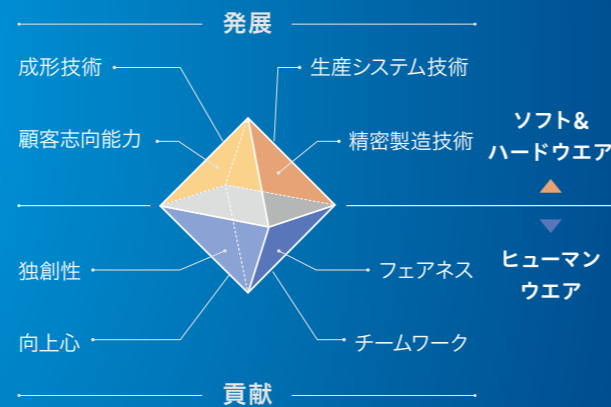 発展
成形技術
生産システム技術
顧客志向能力
精密製造技術
ソフト&
ハードウエア
独創性
フェアネス
ヒューマン
ウエア
向上心
チームワーク
貢献